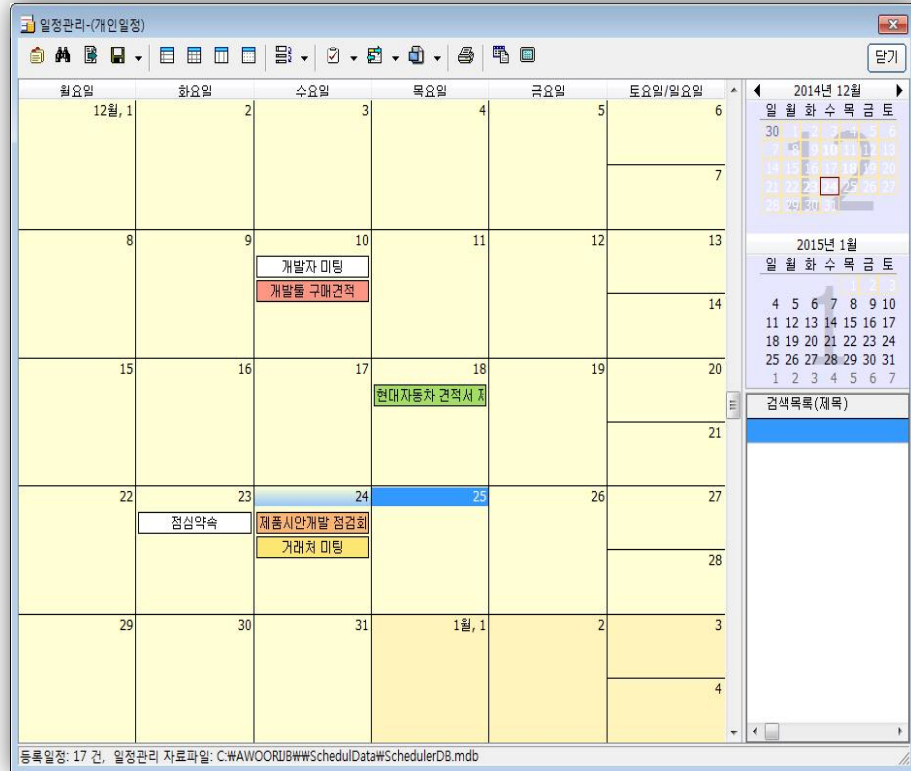 일정관리-(개인일정)
닫기
월요일 화요일 수요일 목요일 금요일 토요일/일요일
12월, 1 2 3 4 5 6
7
8 9 10 11 12 13
개발자 미팅
개발툴 구매견적
14
15 16 17 18 19 20
현대자동차 견적서
21
22 23 24 25 26 27
점심약속 제품시안개발 점검회
거래처 미팅
28
29 30 31 1월, 1 2 3
4
2014년 12월
일 월 화 수 목 금 토
30 1 2 3 4 5 6
7 8 9 10 11 12 13
14 15 16 17 18 19 20
21 22 23 24 25 26 27
28 29 30 31
12
2015년 1월
일 월 화 수 목 금 토
1 2 3
4 5 6 7 8 9 10
11 12 13 14 15 16 17
18 19 20 21 22 23 24
25 26 27 28 29 30 31
1 2 3 4 5 6 7
1
검색목록(제목)
등록일정: 17 건, 일정관리 자료파일: C:₩AWOORIJB₩₩SchedulData₩SchedulerDB.mdb